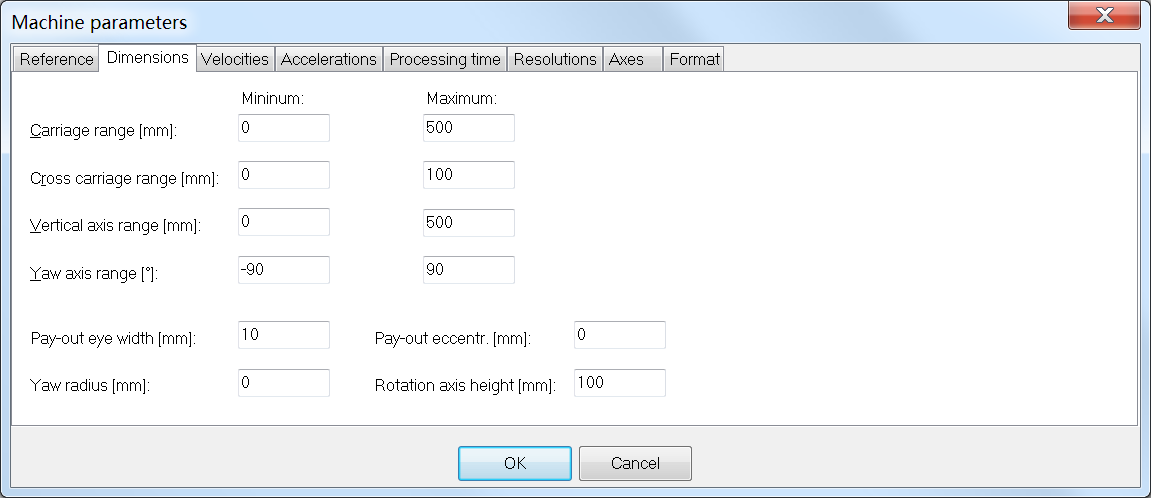 Machine parameters
Reference Dimensions Velocities Accelerations Processing time Resolutions Axes Format
Mininum: Maximum:
Carriage range [mm]: 0 500
Cross carriage range [mm]: 0 100
Vertical axis range [mm]: 0 500
Yaw axis range [°]: -90 90
Pay-out eye width [mm]: 10 Pay-out eccentr. [mm]: 0
Yaw radius [mm]: 0 Rotation axis height [mm]: 100
OK Cancel